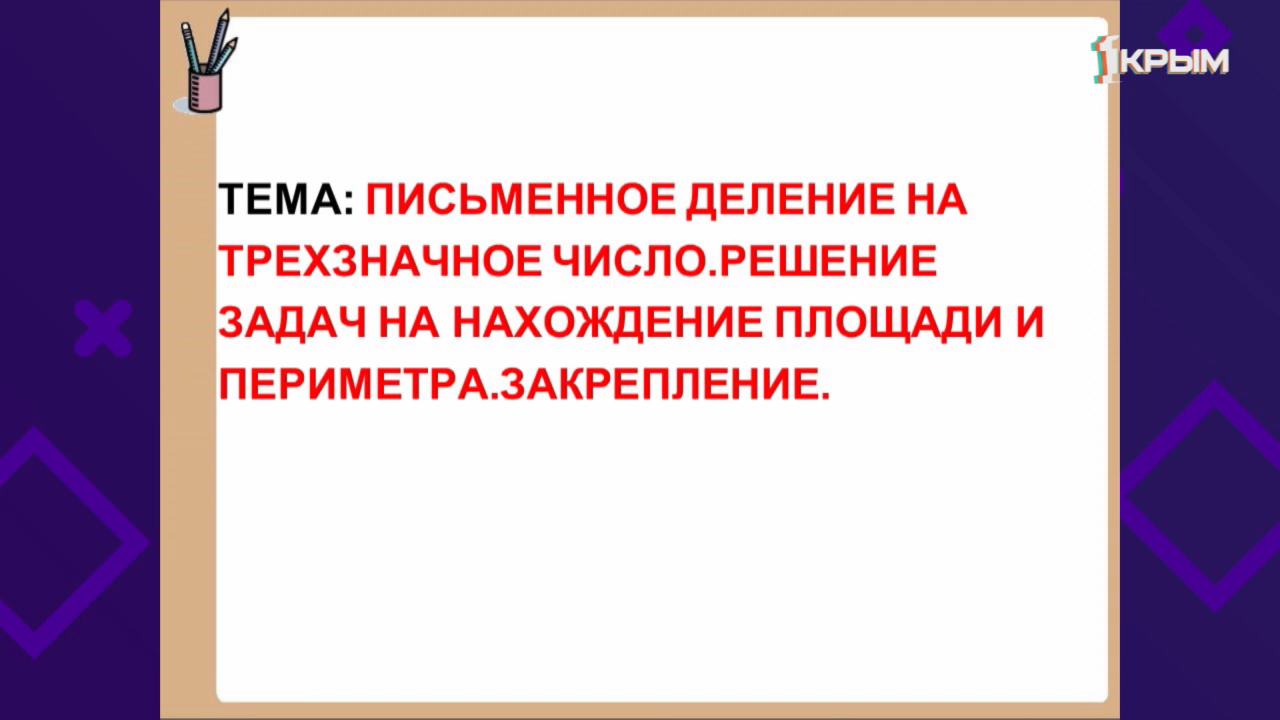 1КРЫМ
ТЕМА: ПИСЬМЕННОЕ ДЕЛЕНИЕ НА
ТРЕХЗНАЧНОЕ ЧИСЛО.РЕШЕНИЕ
ЗАДАЧ НА НАХОЖДЕНИЕ ПЛОЩАДИ И
ПЕРИМЕТРА.ЗАКРЕПЛЕНИЕ.